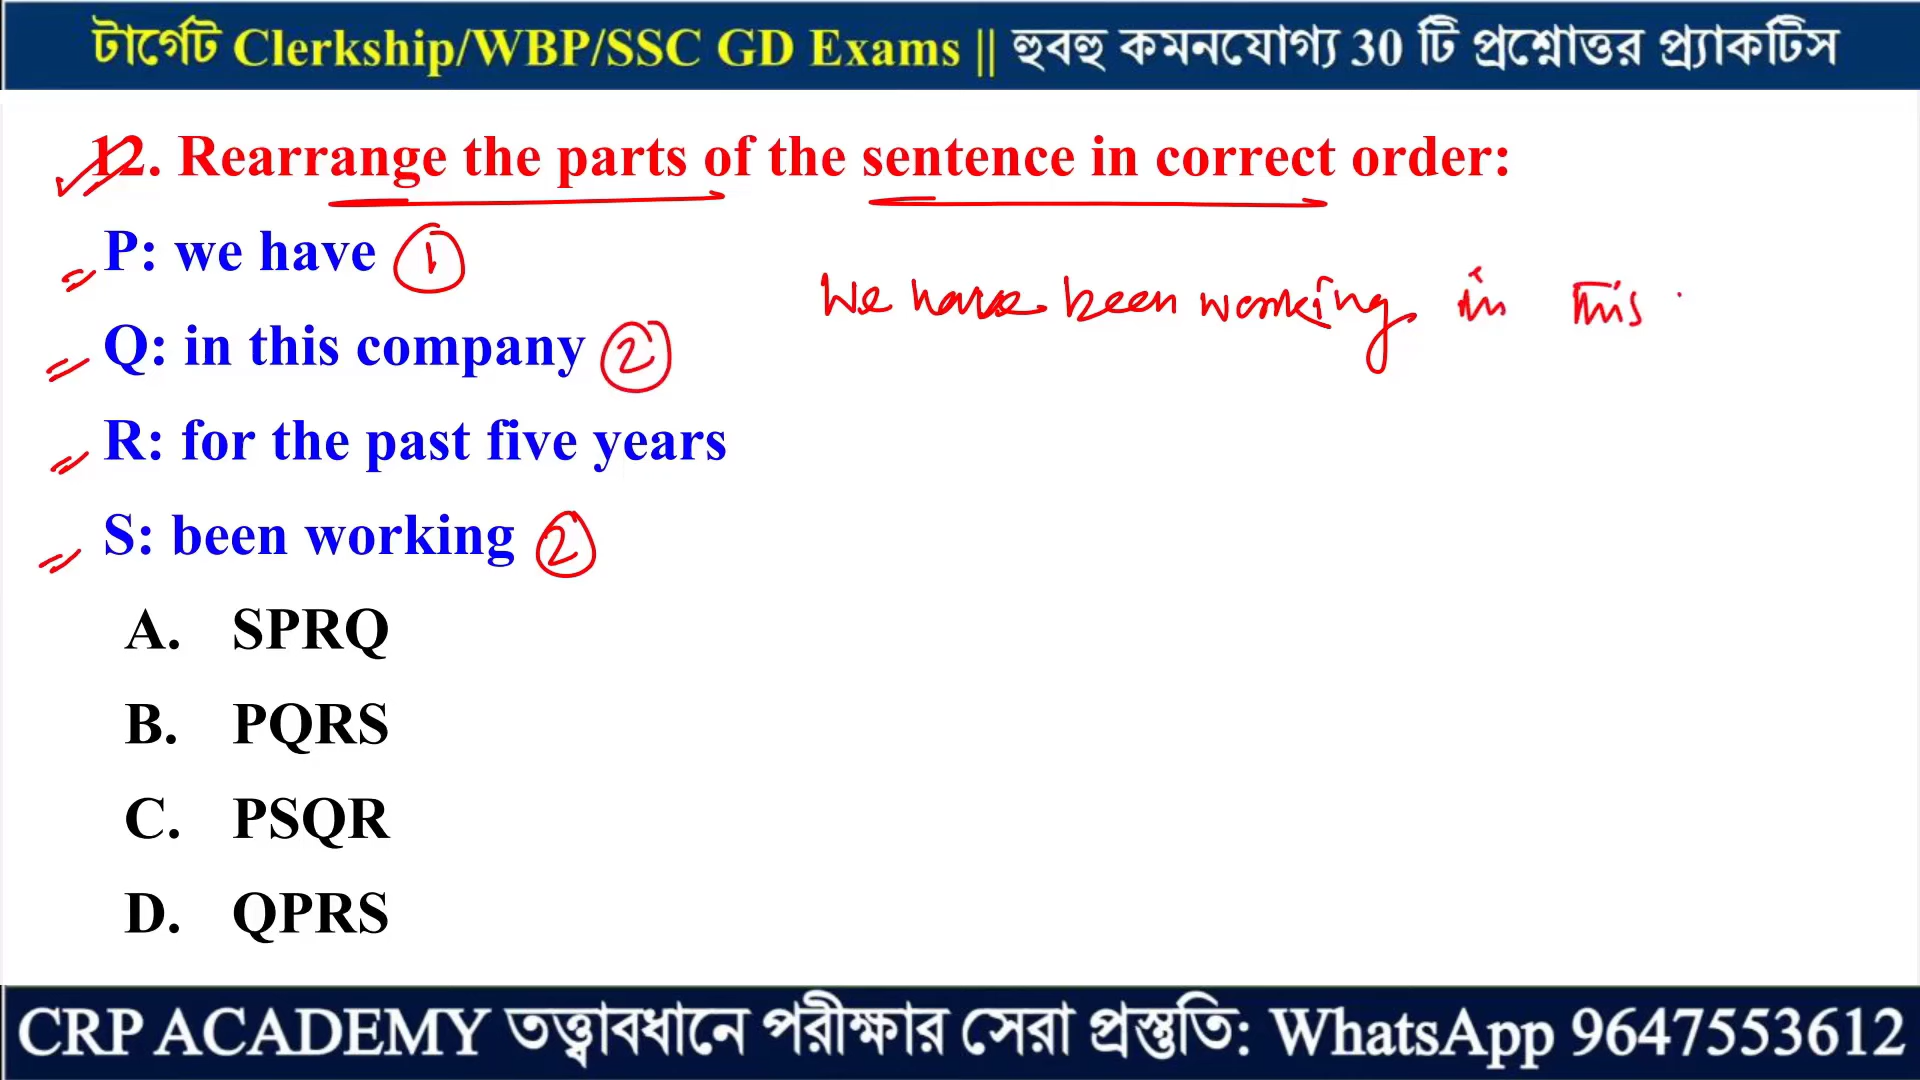 টার্গেট Clerkship/WBP/SSC GD Exams || হুবহু কমনযোগ্য 30 টি প্রশ্নোত্তর প্র্যাকটিস
12. Rearrange the parts of the sentence in correct order:
P: we have 1
We have been working in this
Q: in this company 2
R: for the past five years
S: been working 2
A. SPRQ
B. PQRS
C. PSQR
D. QPRS
CRP ACADEMY তত্ত্বাবধানে পরীক্ষার সেরা প্রস্তুতি: WhatsApp 9647553612